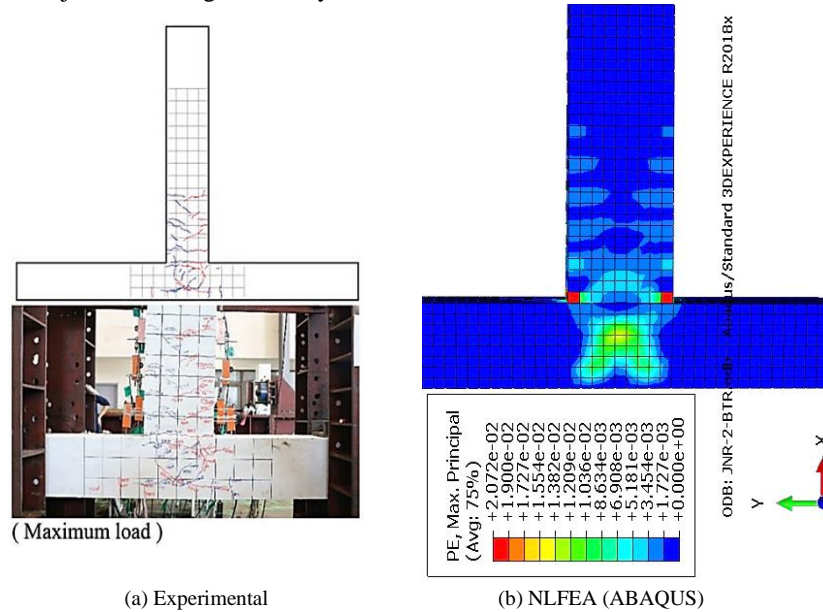 ( Maximum load )
ODB: JNR-2-BTR.odb Abaqus/Standard 3DEXPERIENCE R2018x
PE, Max. Principal
(Avg: 75%)
+2.072e-02
+1.900e-02
+1.727e-02
+1.554e-02
+1.382e-02
+1.209e-02
+1.036e-02
+8.634e-03
+6.908e-03
+5.181e-03
+3.454e-03
+1.727e-03
+0.000e+00
X
Y
(a) Experimental
(b) NLFEA (ABAQUS)